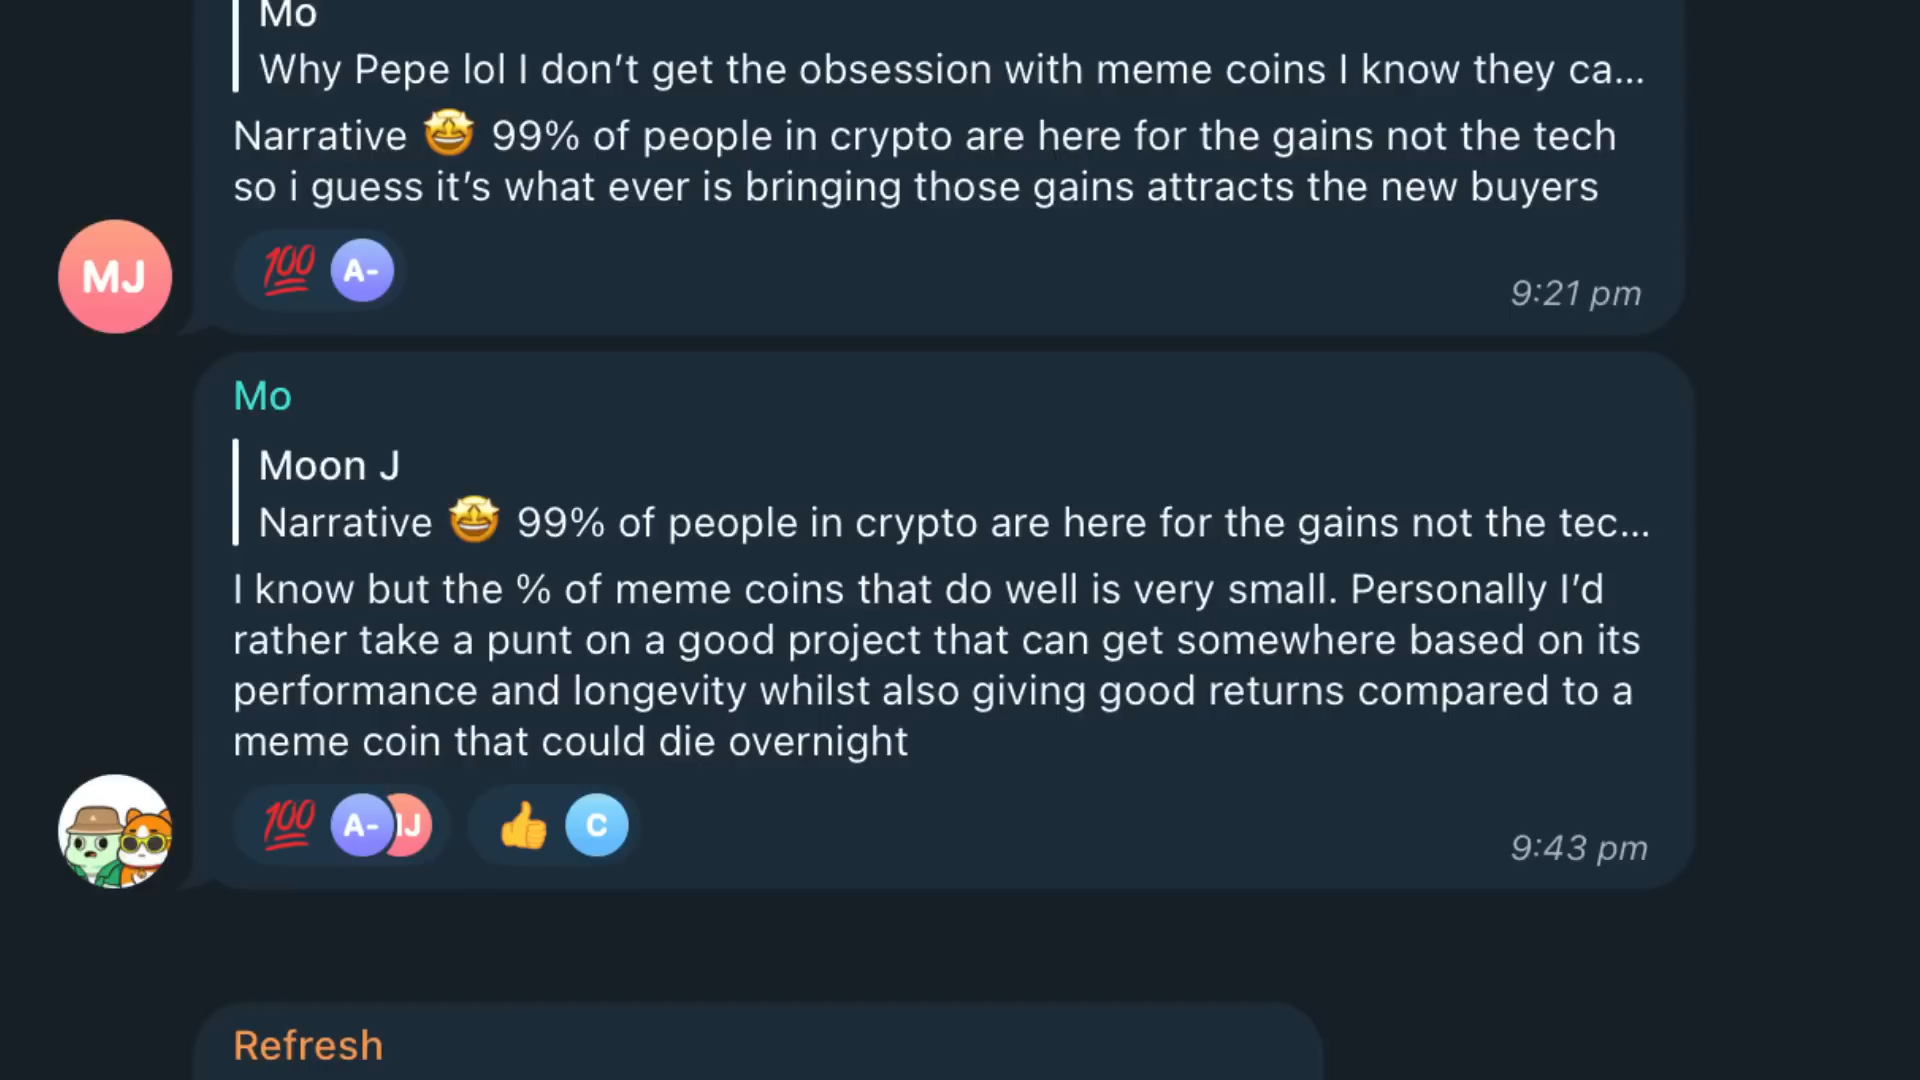 Mo
Why Pepe lol I don't get the obsession with meme coins I know they ca...
Narrative 🤩 99% of people in crypto are here for the gains not the tech
so i guess it's what ever is bringing those gains attracts the new buyers
MJ
💯 A-
9:21 pm
Mo
Moon J
Narrative 🤩 99% of people in crypto are here for the gains not the tec...
I know but the % of meme coins that do well is very small. Personally I'd
rather take a punt on a good project that can get somewhere based on its
performance and longevity whilst also giving good returns compared to a
meme coin that could die overnight
💯 A- IJ 👍 C
9:43 pm
Refresh